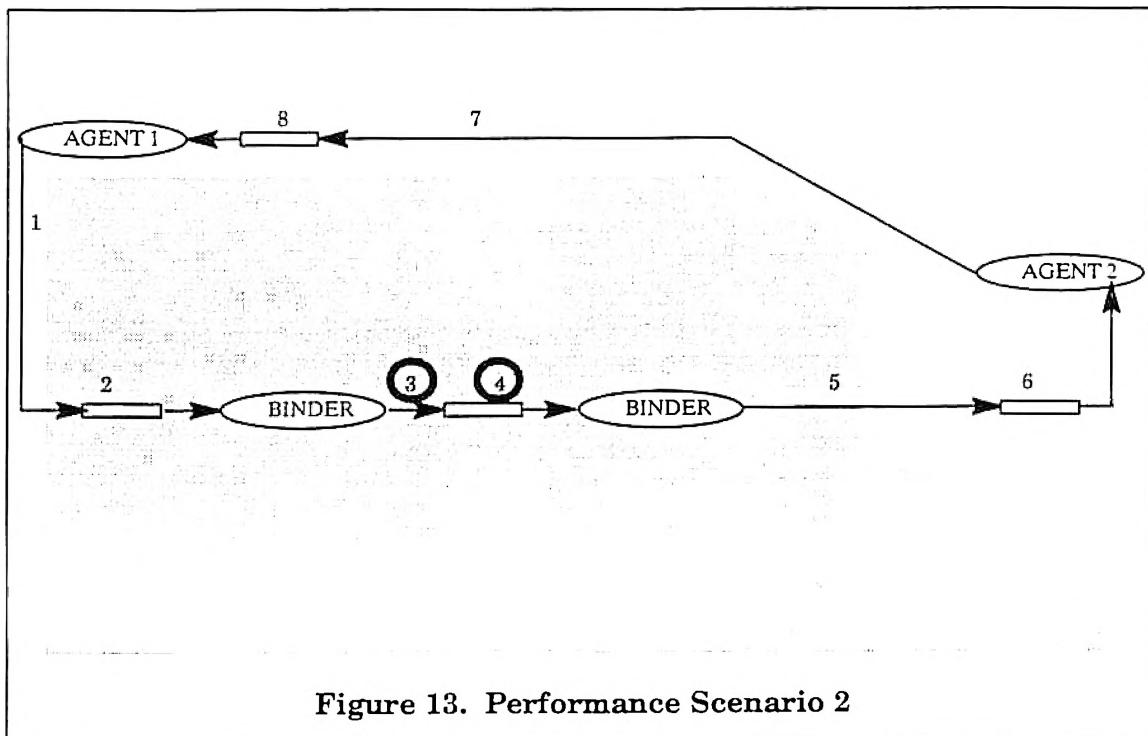 8 7
AGENT 1
1
AGENT 2
2 3 4 5 6
BINDER BINDER
Figure 13. Performance Scenario 2